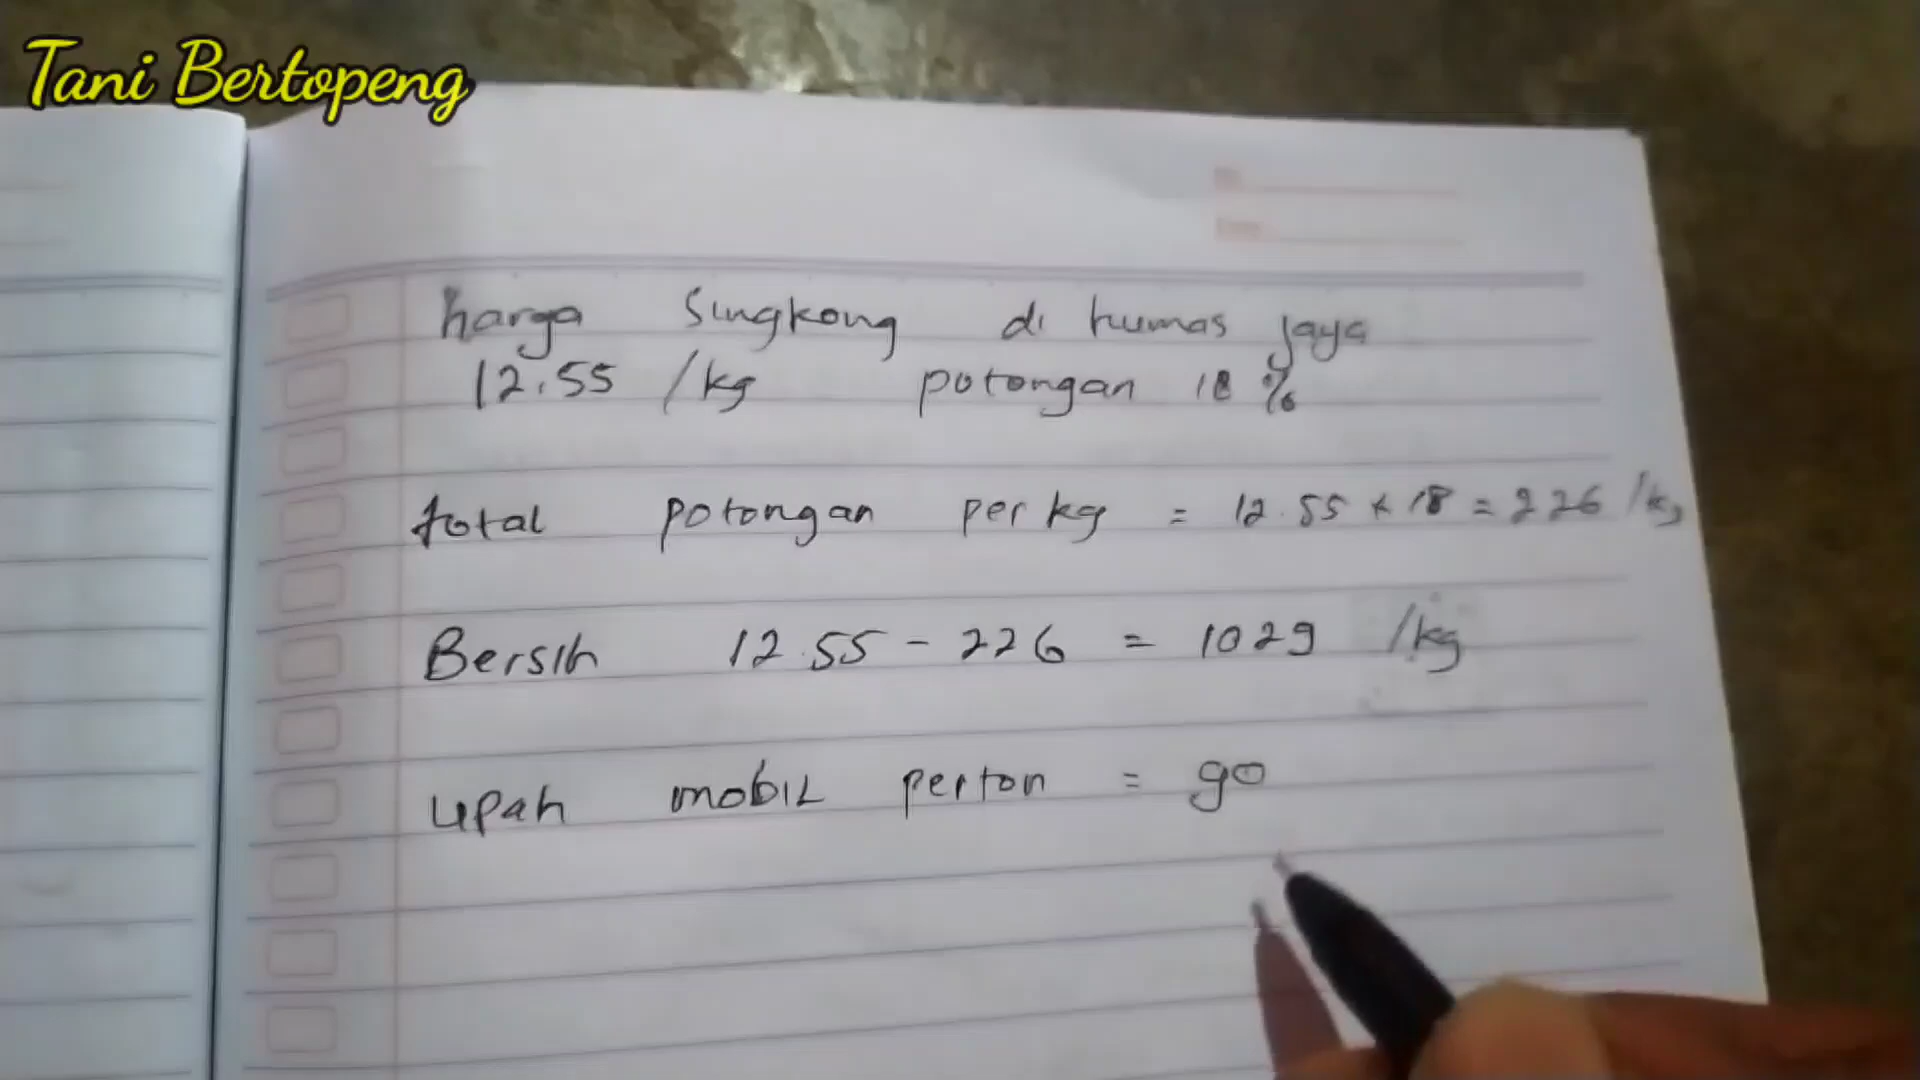 Tani Bertopeng
harga Singkong di humas jaya
12.55 /kg potongan 18 %
total potongan per kg = 12.55 x 18 = 226 /kg
Bersih 12.55 - 226 = 1029 /kg
upah mobil perton = 90